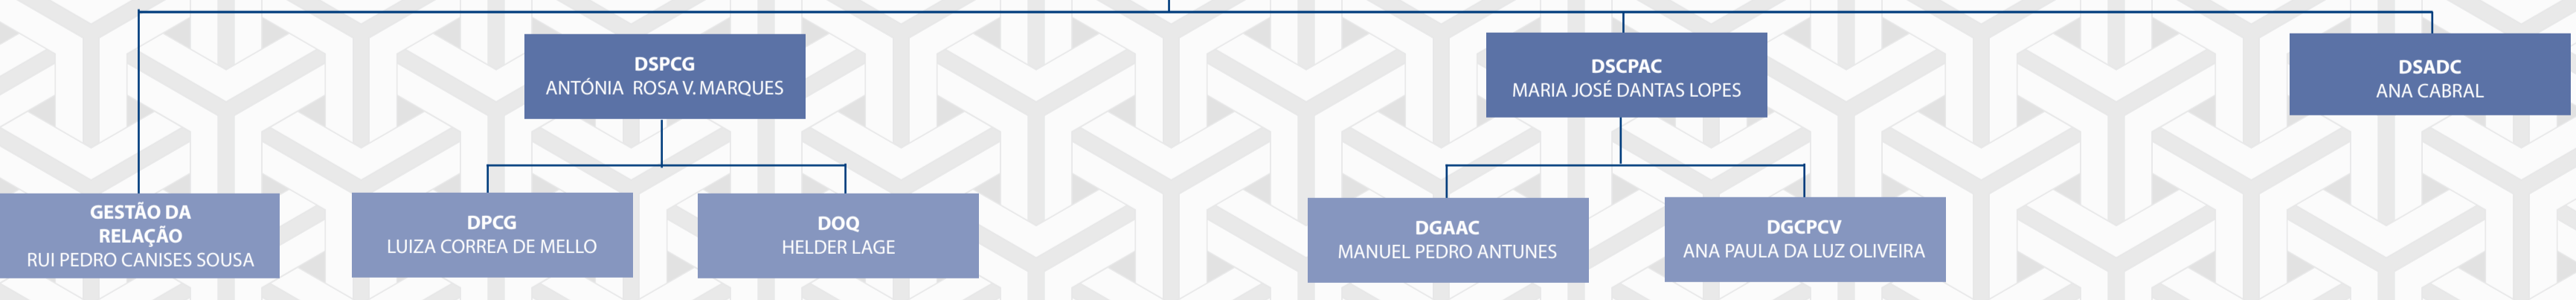 DSPCG
ANTÓNIA ROSA V. MARQUES
DSCPAC
MARIA JOSÉ DANTAS LOPES
DSADC
ANA CABRAL
GESTÃO DA
RELAÇÃO
RUI PEDRO CANISES SOUSA
DPCG
LUIZA CORREA DE MELLO
DOQ
HELDER LAGE
DGAAC
MANUEL PEDRO ANTUNES
DGCPCV
ANA PAULA DA LUZ OLIVEIRA